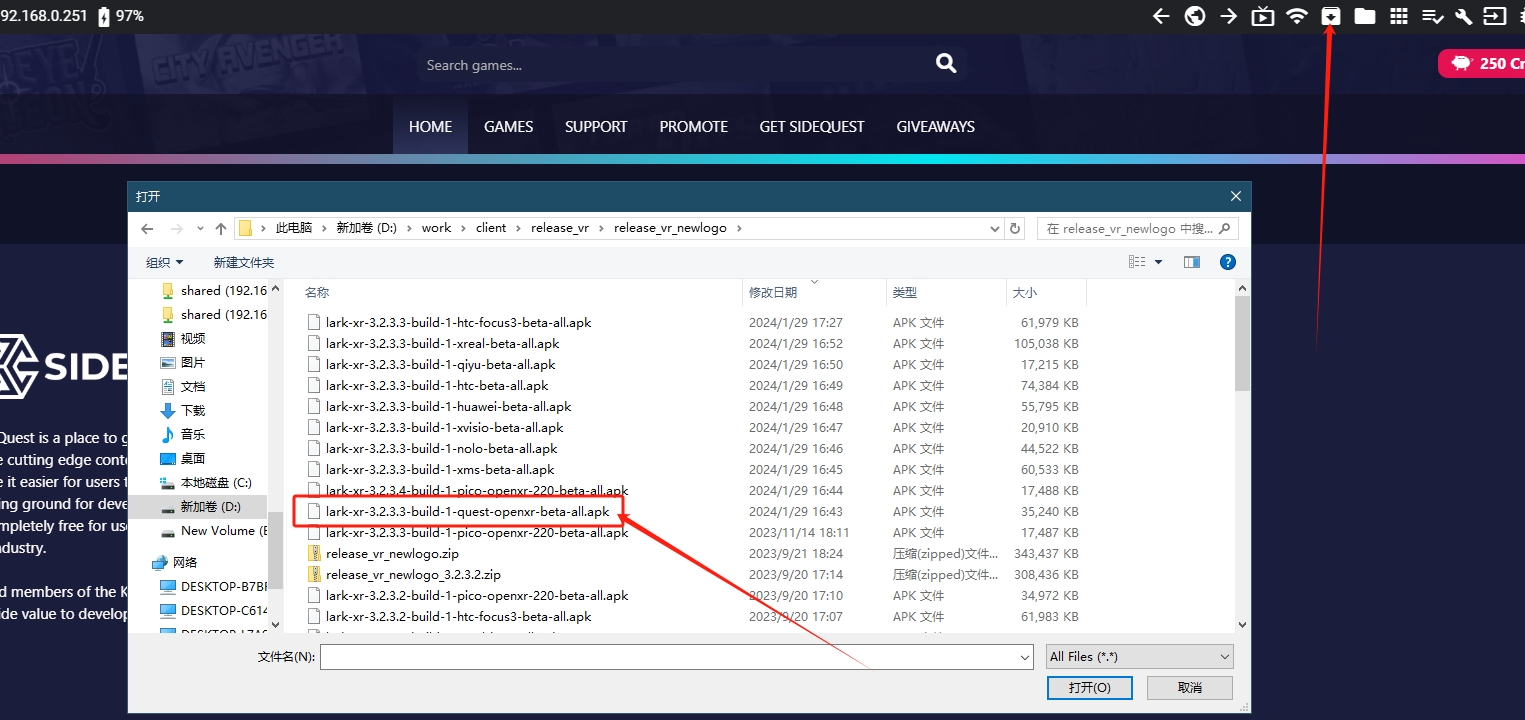 92.168.0.251 97%
CITY AVENGER
Search games...
250 Cr
HOME GAMES SUPPORT PROMOTE GET SIDEQUEST GIVEAWAYS
打开
此电脑 新加卷 (D:) work client release_vr release_vr_newlogo
在 release_vr_newlogo 中搜...
组织 新建文件夹
名称 修改日期 类型 大小
shared (192.16
shared (192.16
视频
图片
文档
下载
音乐
桌面
本地磁盘 (C:)
新加卷 (D:)
New Volume (E
网络
DESKTOP-B7BF
DESKTOP-C614
lark-xr-3.2.3.3-build-1-htc-focus3-beta-all.apk 2024/1/29 17:27 APK 文件 61,979 KB
lark-xr-3.2.3.3-build-1-xreal-beta-all.apk 2024/1/29 16:52 APK 文件 105,038 KB
lark-xr-3.2.3.3-build-1-qiyu-beta-all.apk 2024/1/29 16:50 APK 文件 17,215 KB
lark-xr-3.2.3.3-build-1-htc-beta-all.apk 2024/1/29 16:49 APK 文件 74,384 KB
lark-xr-3.2.3.3-build-1-huawei-beta-all.apk 2024/1/29 16:48 APK 文件 55,795 KB
lark-xr-3.2.3.3-build-1-xvisio-beta-all.apk 2024/1/29 16:47 APK 文件 20,910 KB
lark-xr-3.2.3.3-build-1-nolo-beta-all.apk 2024/1/29 16:46 APK 文件 44,522 KB
lark-xr-3.2.3.3-build-1-xms-beta-all.apk 2024/1/29 16:45 APK 文件 60,533 KB
lark-xr-3.2.3.4-build-1-pico-openxr-220-beta-all.apk 2024/1/29 16:44 APK 文件 17,488 KB
lark-xr-3.2.3.3-build-1-quest-openxr-beta-all.apk 2024/1/29 16:43 APK 文件 35,240 KB
lark-xr-3.2.3.3-build-1-pico-openxr-220-beta-all.apk 2023/11/14 18:11 APK 文件 17,487 KB
release_vr_newlogo.zip 2023/9/21 18:24 压缩(zipped)文件... 343,437 KB
release_vr_newlogo_3.2.3.2.zip 2023/9/20 17:14 压缩(zipped)文件... 308,436 KB
lark-xr-3.2.3.2-build-1-pico-openxr-220-beta-all.apk 2023/9/20 17:10 APK 文件 34,972 KB
lark-xr-3.2.3.2-build-1-htc-focus3-beta-all.apk 2023/9/20 17:07 APK 文件 61,983 KB
文件名(N): All Files (*.*)
打开(O) 取消
SIDE
Quest is a place to g
e cutting edge conte
e it easier for users t
ing ground for deve
mpletely free for use
ndustry.
d members of the K
ide value to develop